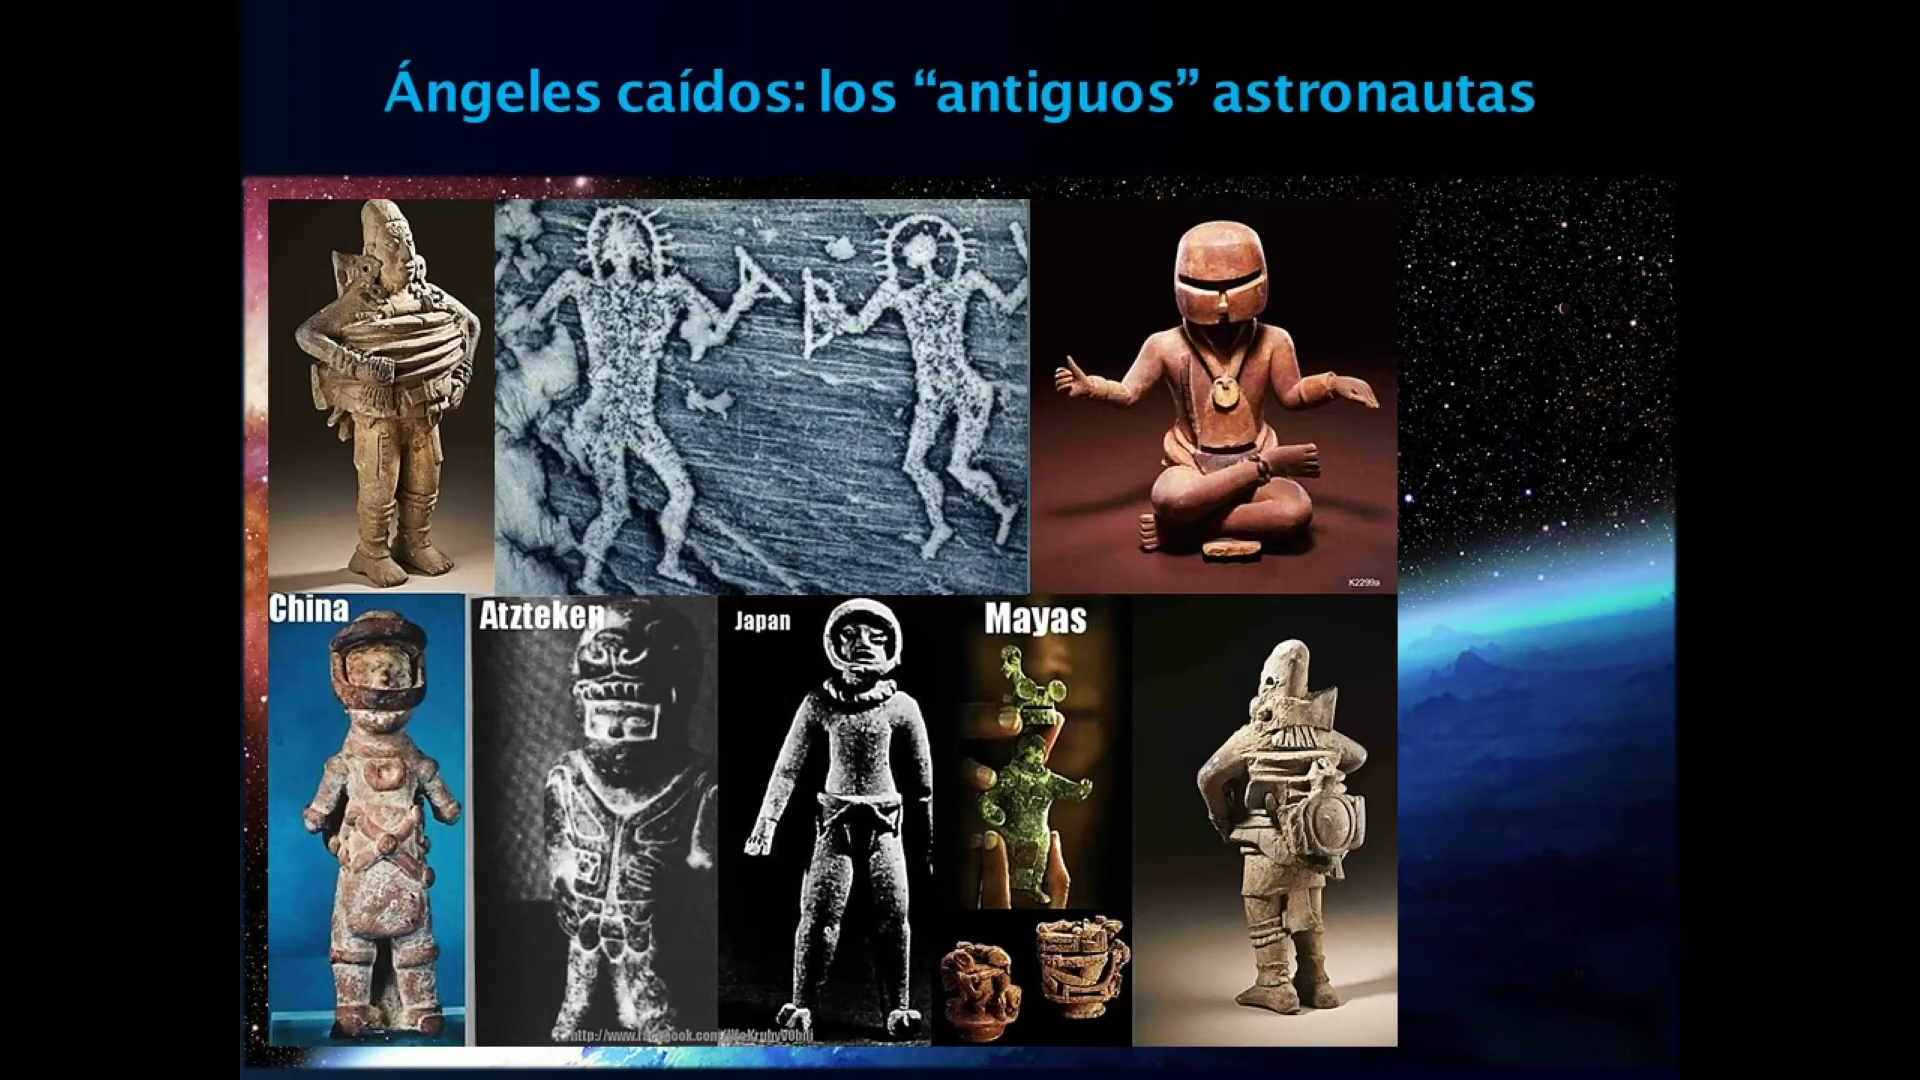 Ángeles caídos: los “antiguos” astronautas
K2299a
China
Atzteken
Japan
Mayas